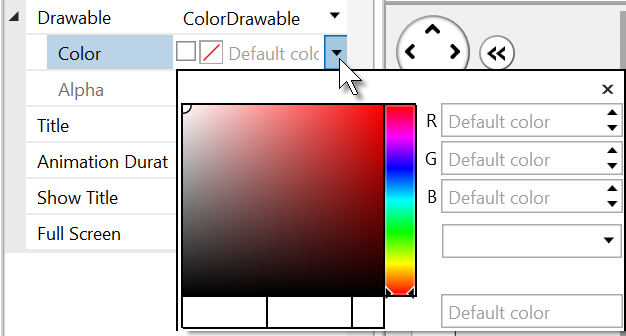 Drawable ColorDrawable
Color Default colo
Alpha
R Default color
Title
G Default color
Animation Durat
Show Title
B Default color
Full Screen
Default color